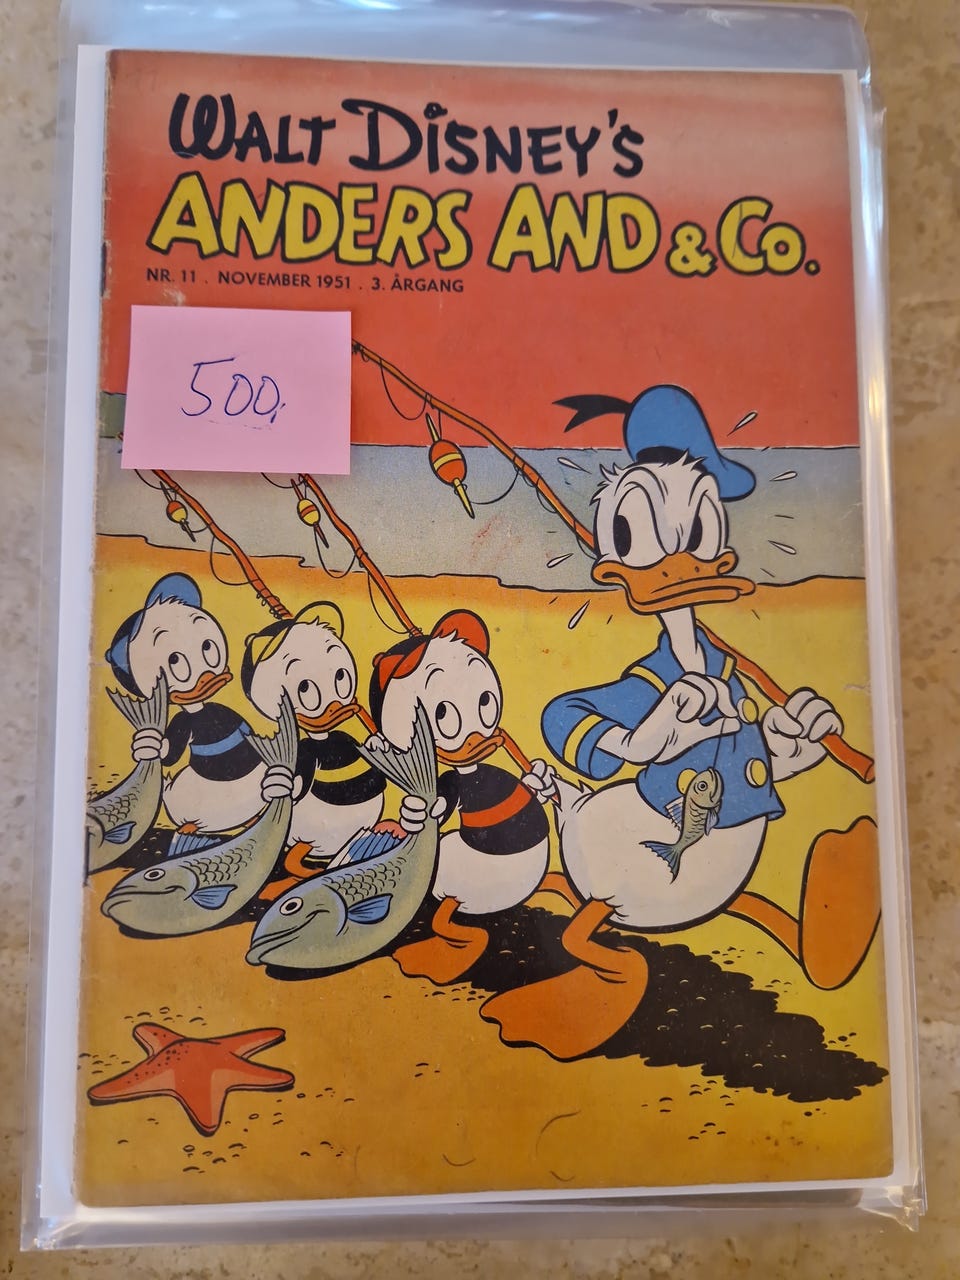 WALT DISNEY'S
ANDERS AND & Co.
NR. 11 . NOVEMBER 1951 . 3. ÅRGANG
500,